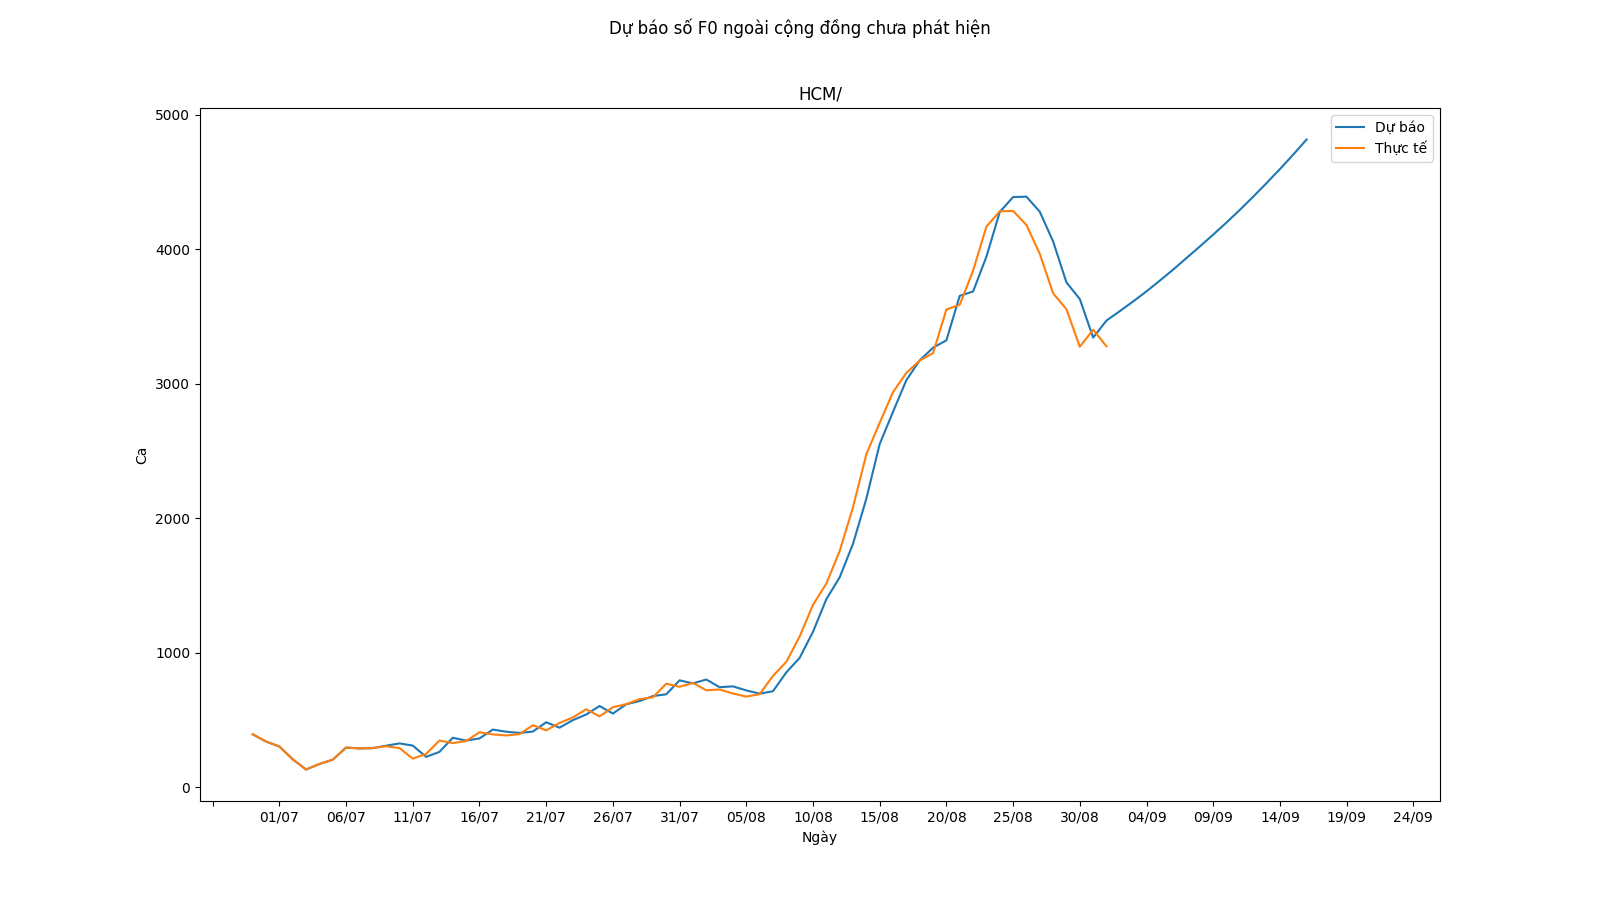 Dự báo số F0 ngoài cộng đồng chưa phát hiện
HCM/
Dự báo
Thực tế
5000
4000
3000
2000
1000
0
Ca
01/07 06/07 11/07 16/07 21/07 26/07 31/07 05/08 10/08 15/08 20/08 25/08 30/08 04/09 09/09 14/09 19/09 24/09
Ngày